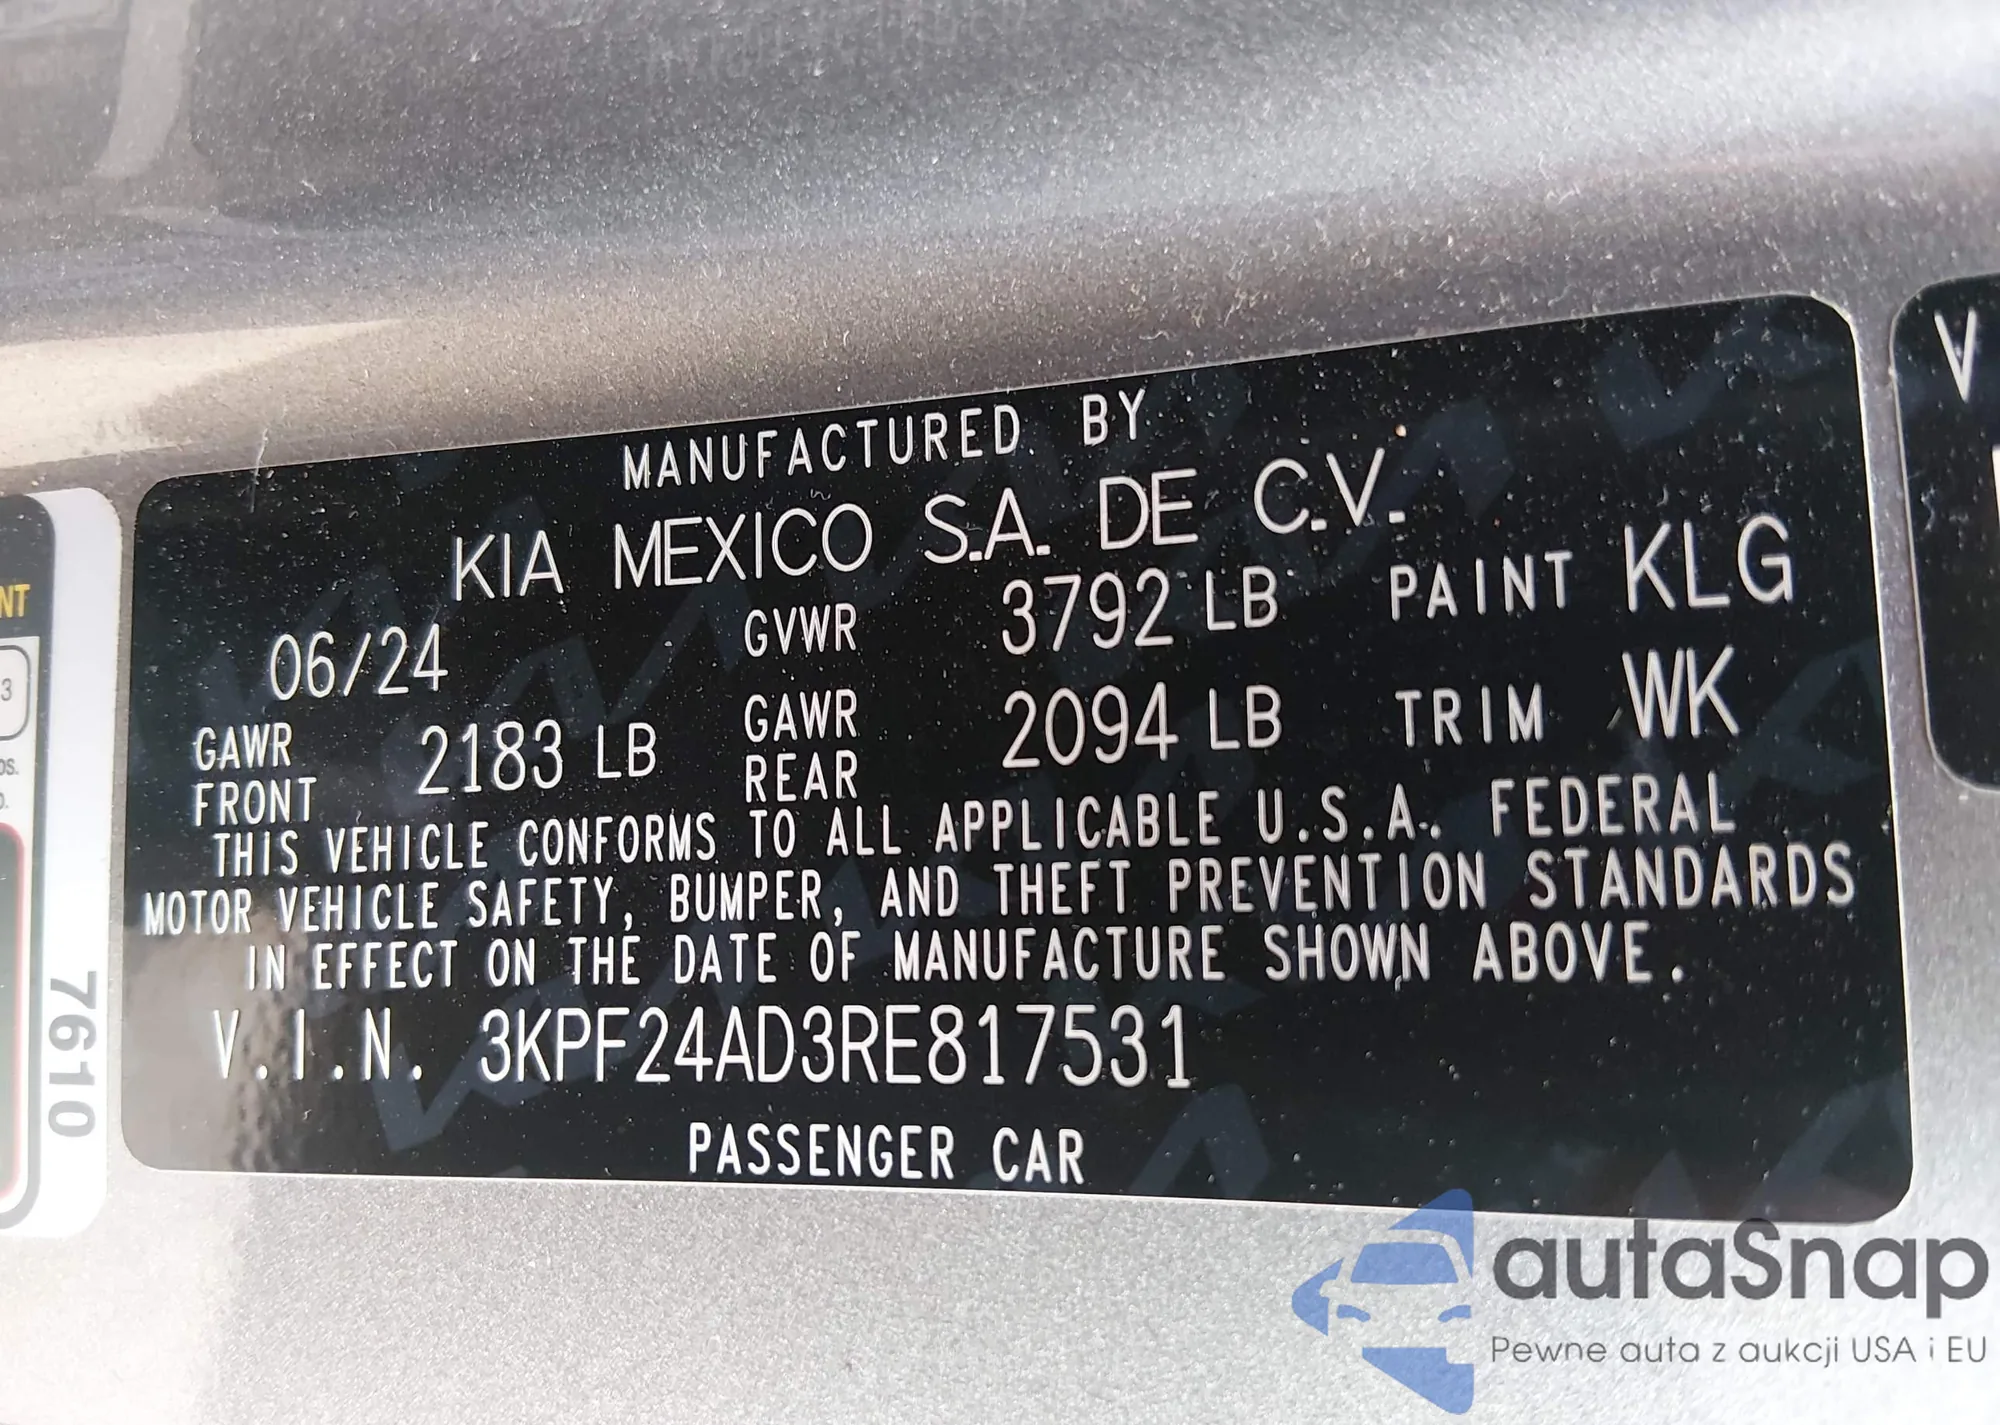 MANUFACTURED BY
KIA MEXICO S.A. DE C.V.
06/24 GVWR 3792 LB PAINT KLG
GAWR FRONT 2183 LB GAWR REAR 2094 LB TRIM WK
THIS VEHICLE CONFORMS TO ALL APPLICABLE U.S.A. FEDERAL
MOTOR VEHICLE SAFETY, BUMPER, AND THEFT PREVENTION STANDARDS
IN EFFECT ON THE DATE OF MANUFACTURE SHOWN ABOVE.
V.I.N. 3KPF24AD3RE817531
PASSENGER CAR
NT
3
7610
V
autaSnap
Pewne auta z aukcji USA i EU